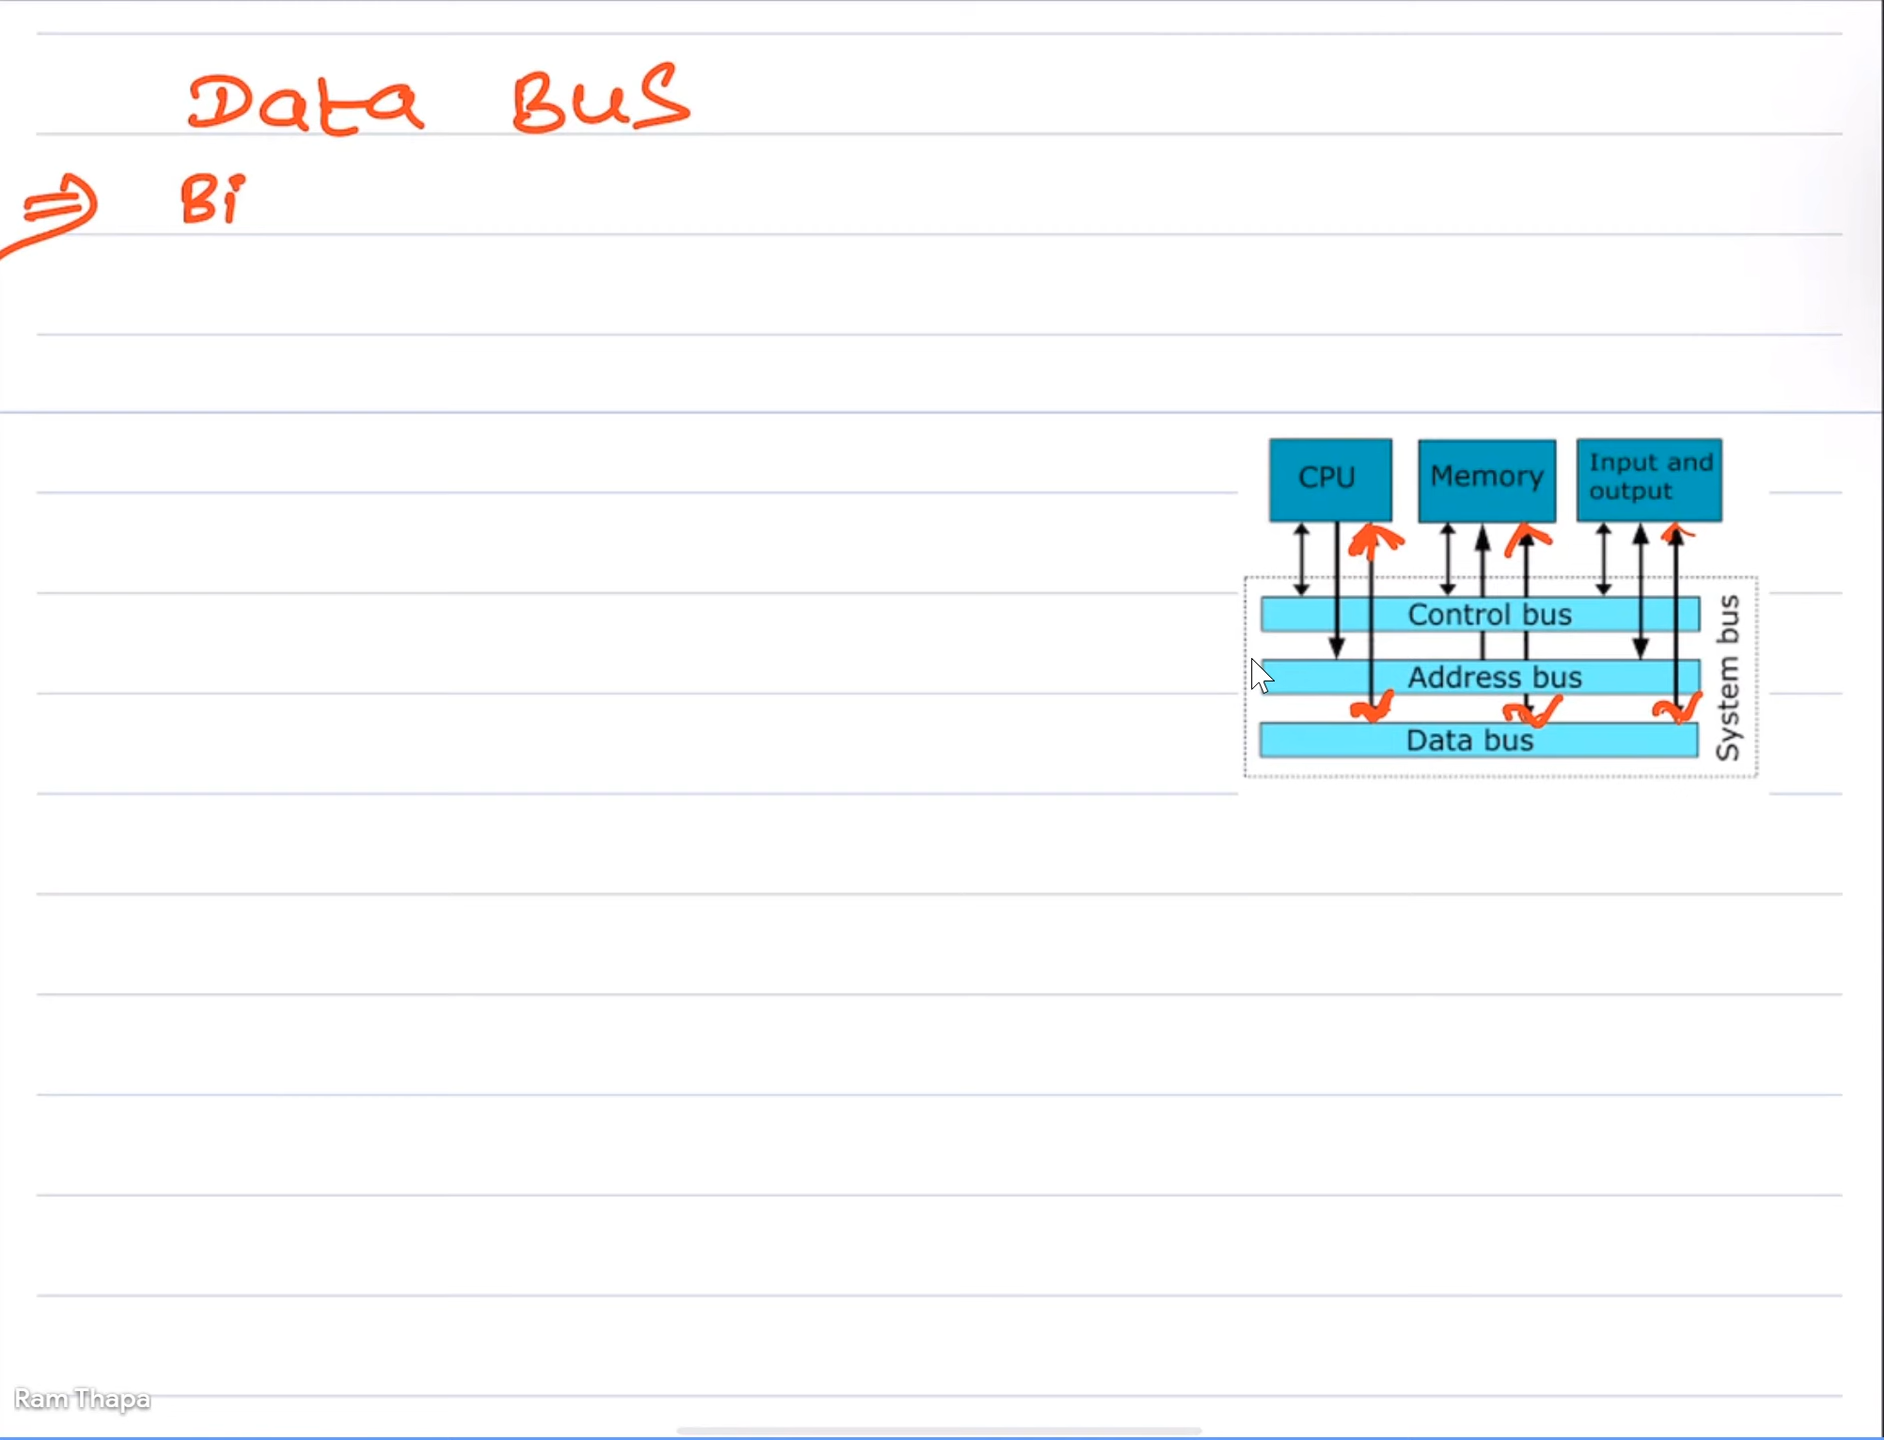 Data Bus
⇒ Bi
CPU
Memory
Input and
output
Control bus
Address bus
Data bus
System bus
Ram Thapa